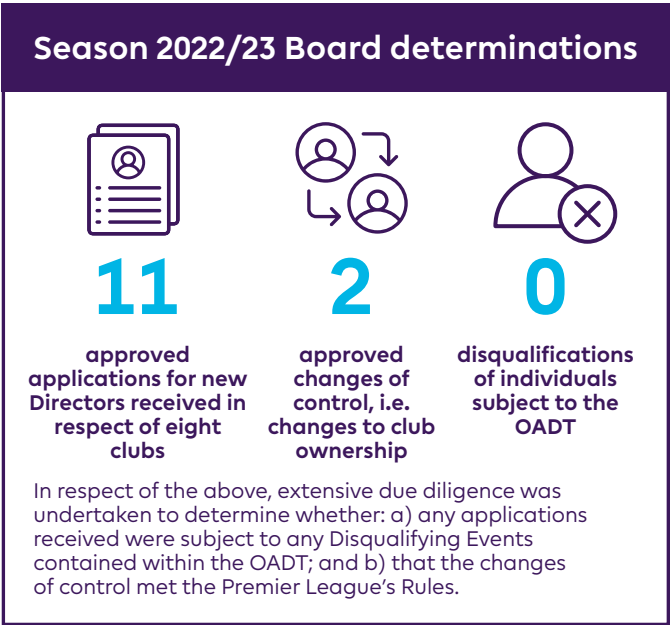 Season 2022/23 Board determinations
11
approved
applications for new
Directors received in
respect of eight
clubs
2
approved
changes of
control, i.e.
changes to club
ownership
0
disqualifications
of individuals
subject to the
OADT
In respect of the above, extensive due diligence was
undertaken to determine whether: a) any applications
received were subject to any Disqualifying Events
contained within the OADT; and b) that the changes
of control met the Premier League’s Rules.